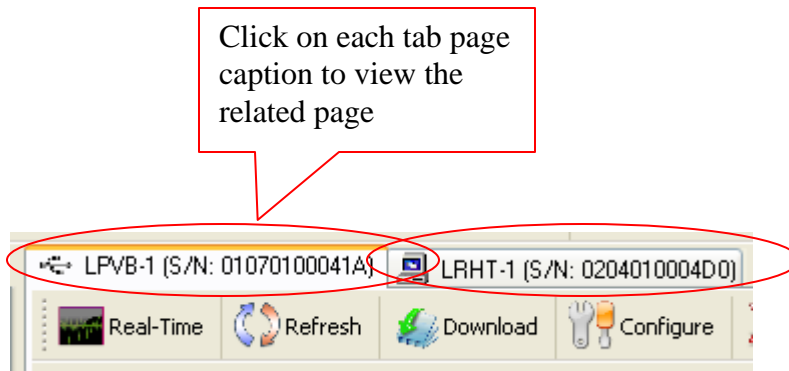 Click on each tab page
caption to view the
related page
LPVB-1 (S/N: 01070100041A) LRHT-1 (S/N: 0204010004D0)
Real-Time Refresh Download Configure